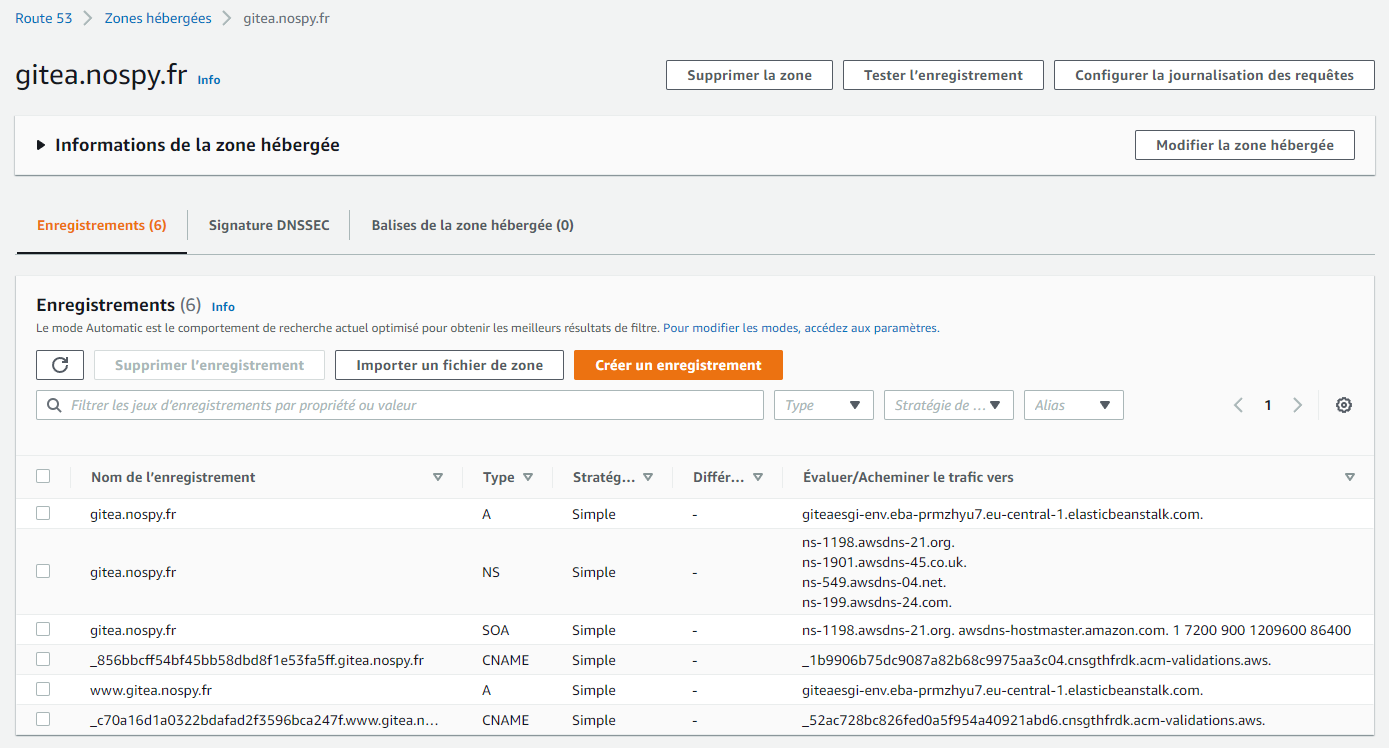 Route 53 > Zones hébergées > gitea.nospy.fr
gitea.nospy.fr Info
Supprimer la zone Tester l'enregistrement Configurer la journalisation des requêtes
Informations de la zone hébergée Modifier la zone hébergée
Enregistrements (6) Signature DNSSEC Balises de la zone hébergée (0)
Enregistrements (6) Info
Le mode Automatic est le comportement de recherche actuel optimisé pour obtenir les meilleurs résultats de filtre. Pour modifier les modes, accédez aux paramètres.
Supprimer l'enregistrement Importer un fichier de zone Créer un enregistrement
Filtrer les jeux d'enregistrements par propriété ou valeur Type Stratégie de ... Alias 1
Nom de l'enregistrement Type Stratég... Différ... Évaluer/Acheminer le trafic vers
gitea.nospy.fr A Simple - giteaesgi-env.eba-prmzhyu7.eu-central-1.elasticbeanstalk.com.
ns-1198.awsdns-21.org.
ns-1901.awsdns-45.co.uk.
gitea.nospy.fr NS Simple -
ns-549.awsdns-04.net.
ns-199.awsdns-24.com.
gitea.nospy.fr SOA Simple - ns-1198.awsdns-21.org. awsdns-hostmaster.amazon.com. 1 7200 900 1209600 86400
_856bbcff54bf45bb58dbd8f1e53fa5ff.gitea.nospy.fr CNAME Simple - _1b9906b75dc9087a82b68c9975aa3c04.cnsgthfrdk.acm-validations.aws.
www.gitea.nospy.fr A Simple - giteaesgi-env.eba-prmzhyu7.eu-central-1.elasticbeanstalk.com.
_c70a16d1a0322bdafad2f3596bca247f.www.gitea.n... CNAME Simple - _52ac728bc826fed0a5f954a40921abd6.cnsgthfrdk.acm-validations.aws.